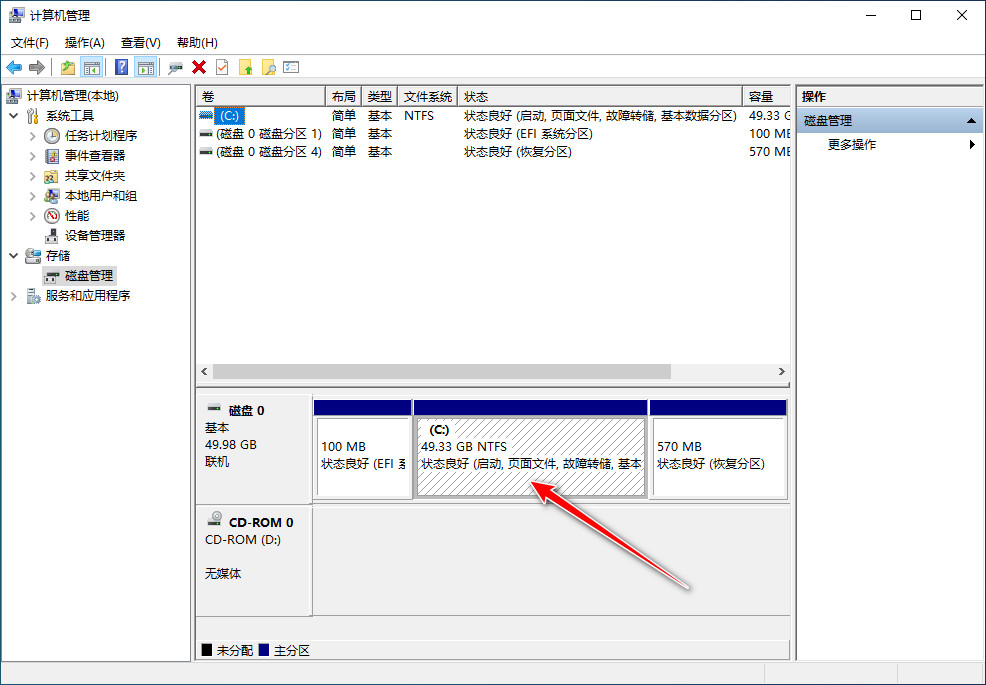 计算机管理
文件(F) 操作(A) 查看(V) 帮助(H)
计算机管理(本地)
系统工具
任务计划程序
事件查看器
共享文件夹
本地用户和组
性能
设备管理器
存储
磁盘管理
服务和应用程序
卷 布局 类型 文件系统 状态 容量
(C:) 简单 基本 NTFS 状态良好 (启动, 页面文件, 故障转储, 基本数据分区) 49.33 G
(磁盘 0 磁盘分区 1) 简单 基本 状态良好 (EFI 系统分区) 100 ME
(磁盘 0 磁盘分区 4) 简单 基本 状态良好 (恢复分区) 570 ME
磁盘 0
基本
49.98 GB
联机
100 MB
状态良好 (EFI
(C:)
49.33 GB NTFS
状态良好 (启动, 页面文件, 故障转储, 基本
570 MB
状态良好 (恢复分区)
CD-ROM 0
CD-ROM (D:)
无媒体
未分配 主分区
操作
磁盘管理
更多操作